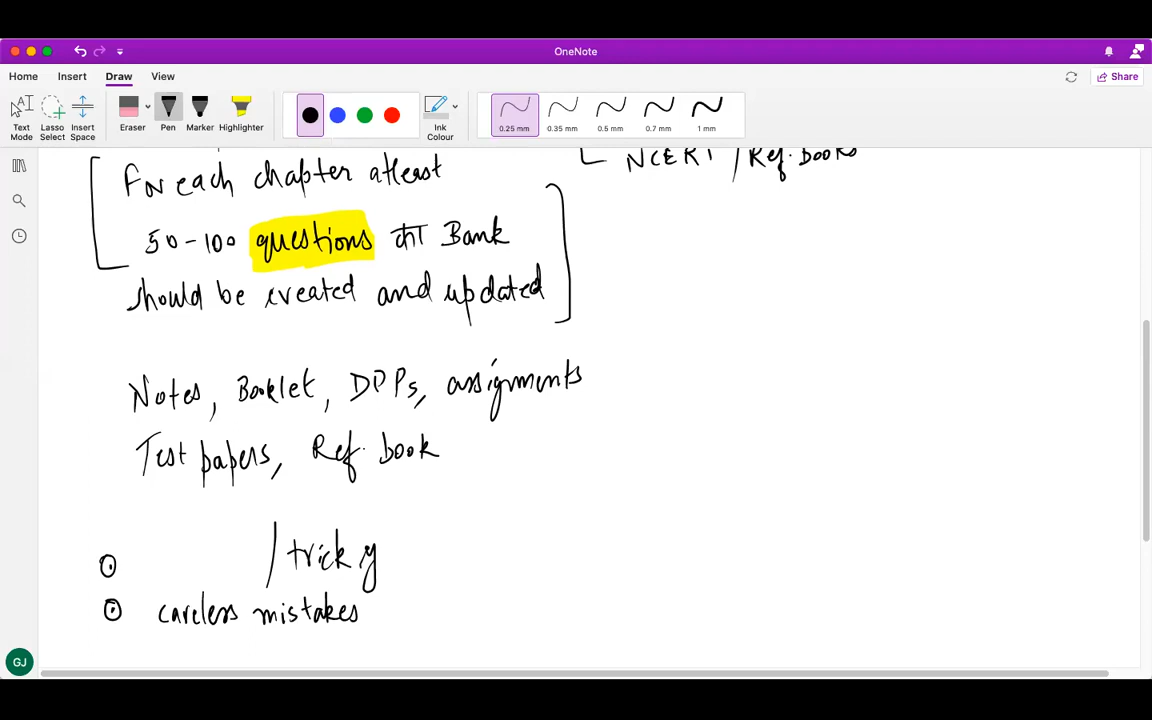 OneNote
Home Insert Draw View
Share
Text Mode
Lasso Select
Insert Space
Eraser
Pen
Marker
Highlighter
Ink Colour
0.25 mm
0.35 mm
0.5 mm
0.7 mm
1 mm
NCERT / Ref. Books
For each chapter atleast
50-100 questions Bank
should be created and updated
Notes, Booklet, DPPs, assignments
Test papers, Ref. book
/ tricky
careless mistakes
GJ